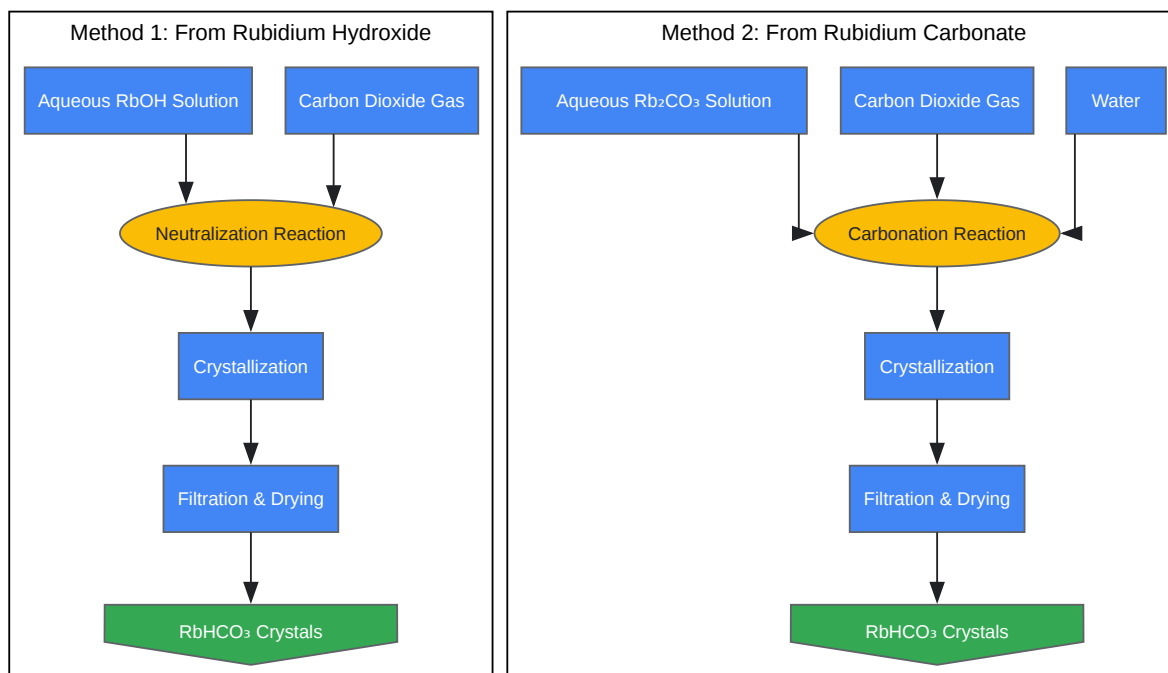 Method 1: From Rubidium Hydroxide
Aqueous RbOH Solution
Carbon Dioxide Gas
Neutralization Reaction
Crystallization
Filtration & Drying
RbHCO₃ Crystals
Method 2: From Rubidium Carbonate
Aqueous Rb₂CO₃ Solution
Carbon Dioxide Gas
Water
Carbonation Reaction
Crystallization
Filtration & Drying
RbHCO₃ Crystals